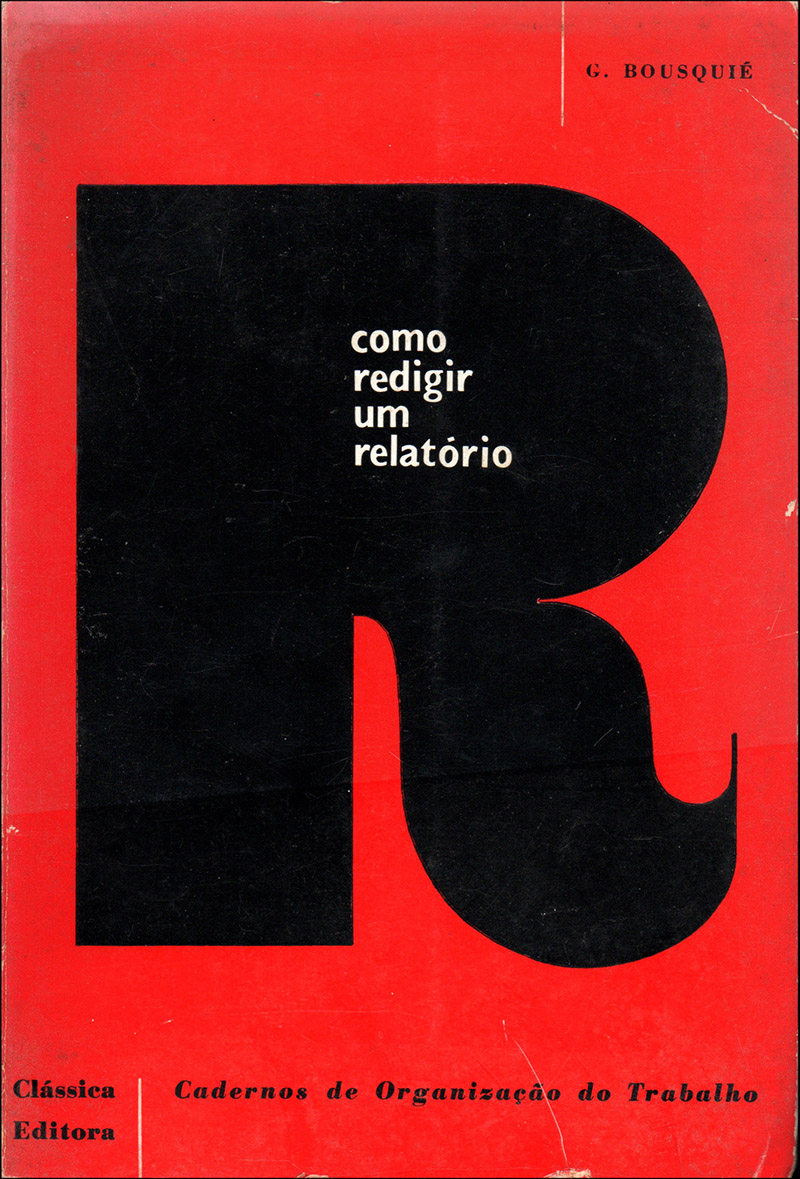 G. BOUSQUIÉ
R
como
redigir
um
relatório
Clássica
Editora
Cadernos de Organização do Trabalho